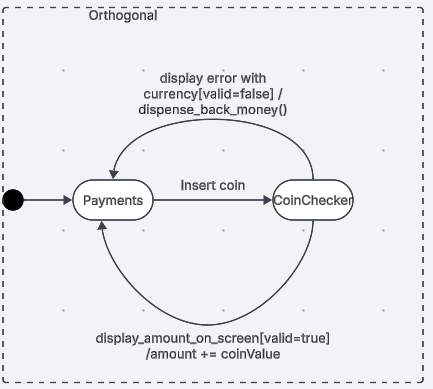 Orthogonal
display error with
currency[valid=false] /
dispense_back_money()
Insert coin
Payments
CoinChecker
display_amount_on_screen[valid=true]
/amount += coinValue